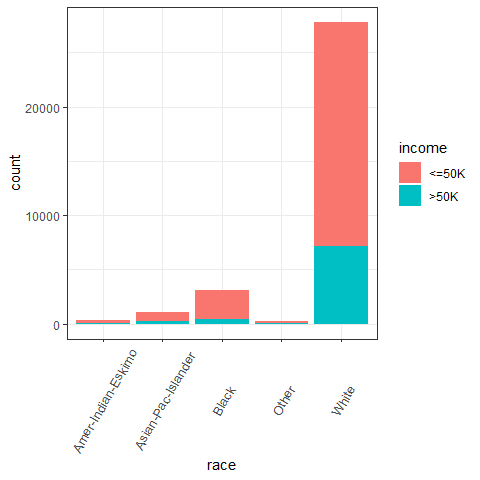 20000
10000
0
count
Amer-Indian-Eskimo
Asian-Pac-Islander
Black
Other
White
race
income
<=50K
>50K